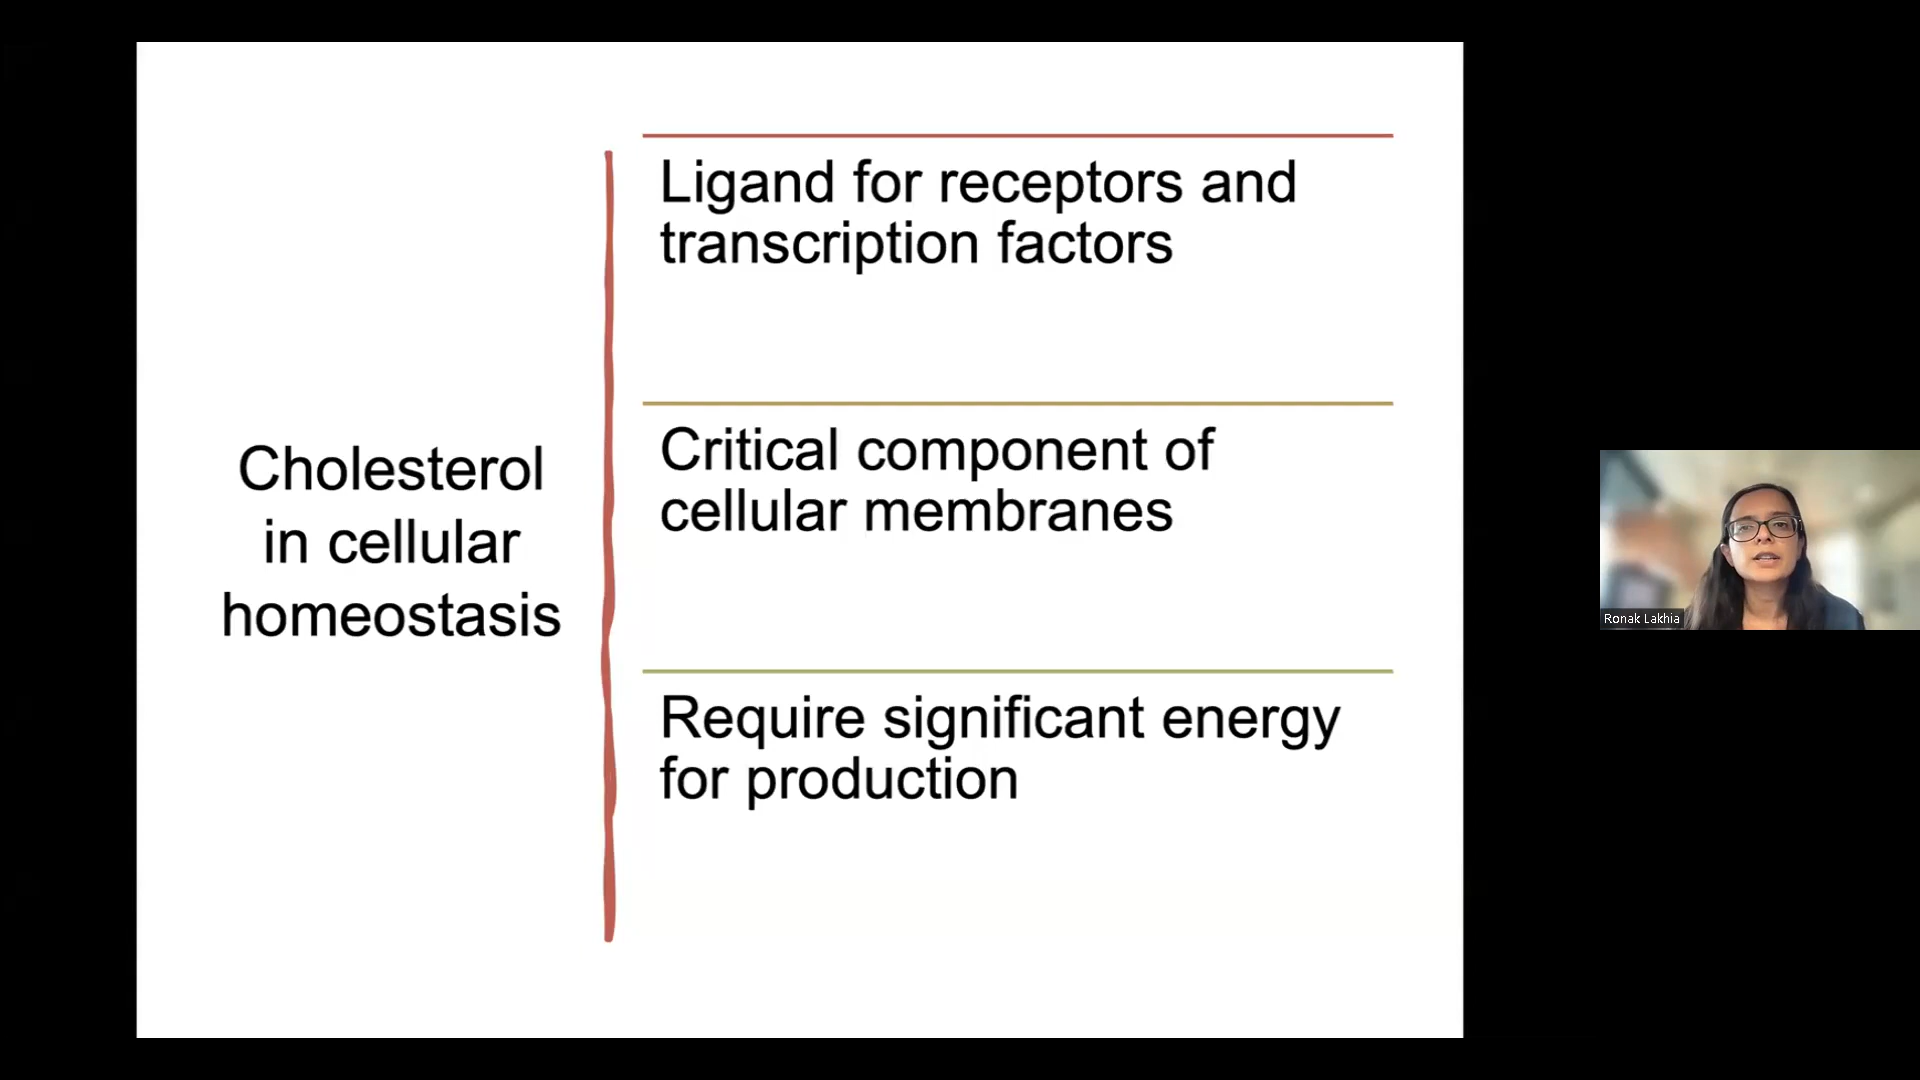 Cholesterol
in cellular
homeostasis
Ligand for receptors and
transcription factors
Critical component of
cellular membranes
Require significant energy
for production
Ronak Lakhia